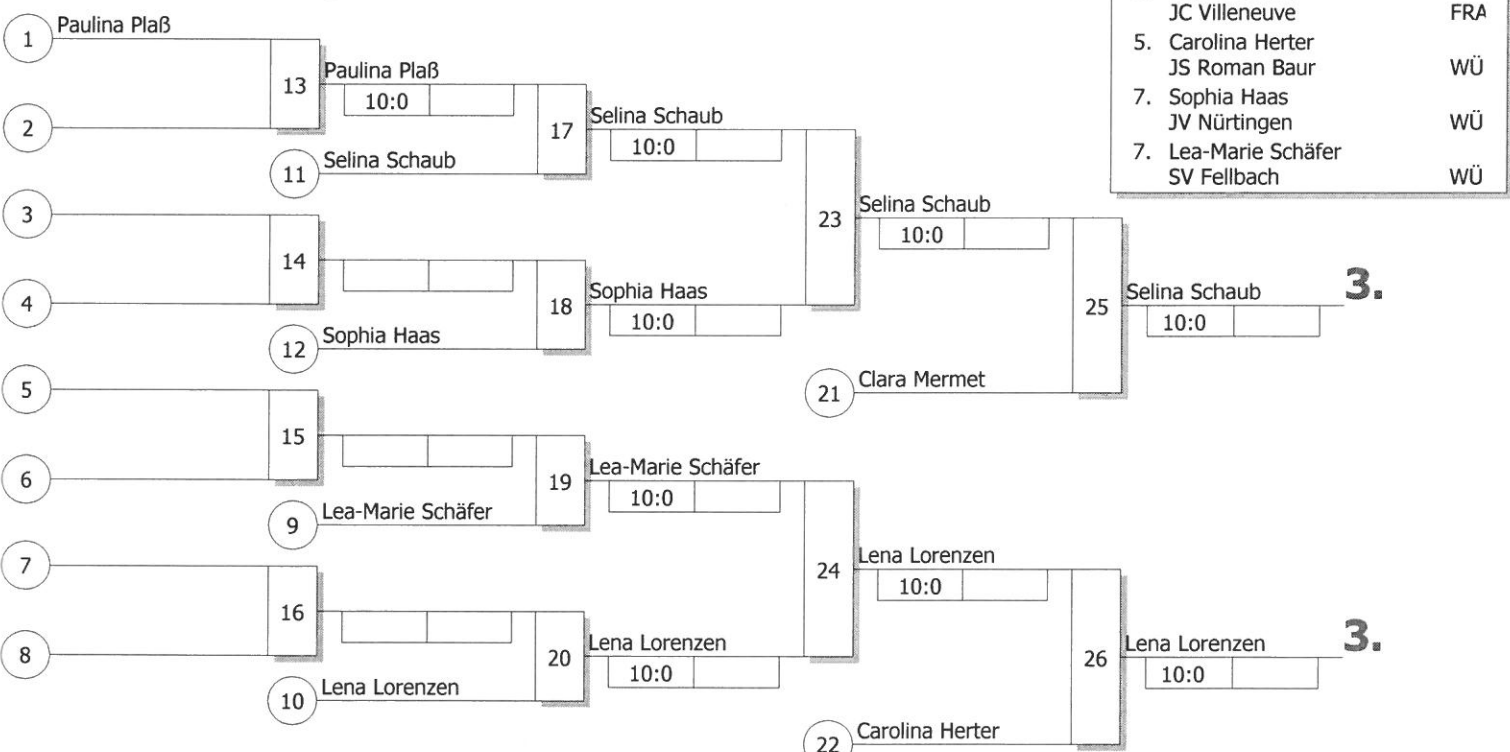 JC Villeneuve FRA
5. Carolina Herter
JS Roman Baur WÜ
7. Sophia Haas
JV Nürtingen WÜ
7. Lea-Marie Schäfer
SV Fellbach WÜ
1 Paulina Plaß
13 Paulina Plaß
10:0
2
17 Selina Schaub
10:0
11 Selina Schaub
3
23 Selina Schaub
10:0
14
4
18 Sophia Haas
10:0
12 Sophia Haas
25 Selina Schaub 3.
10:0
5
21 Clara Mermet
15
6
19 Lea-Marie Schäfer
10:0
9 Lea-Marie Schäfer
7
24 Lena Lorenzen
10:0
16
8
20 Lena Lorenzen
10:0
10 Lena Lorenzen
26 Lena Lorenzen 3.
10:0
22 Carolina Herter